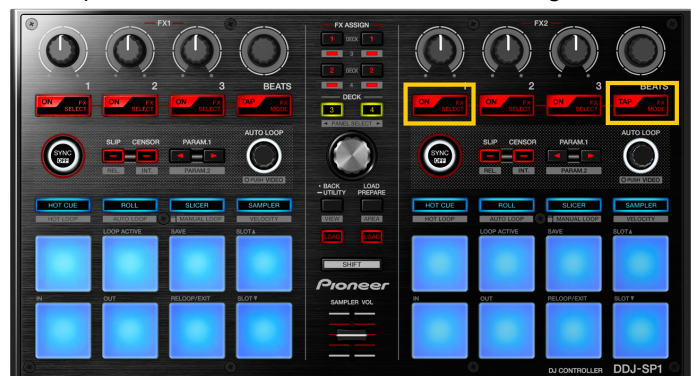 FX1 FX ASSIGN FX2
1 DECK 1
3
2 DECK 2
4
1 2 3 BEATS
1 2 3 BEATS
ON FX SELECT ON FX SELECT ON FX SELECT TAP FX MODE
DECK
3 4
◄ PANEL SELECT ►
ON FX SELECT ON FX SELECT ON FX SELECT TAP FX MODE
SYNC OFF
SLIP CENSOR PARAM.1 AUTO LOOP
REL. INT. PARAM.2 PUSH VIDEO
• BACK LOAD
━ UTILITY PREPARE
VIEW AREA
LOAD LOAD
SHIFT
Pioneer
SAMPLER VOL
SYNC OFF
SLIP CENSOR PARAM.1 AUTO LOOP
REL. INT. PARAM.2 PUSH VIDEO
HOT CUE ROLL SLICER SAMPLER
HOT LOOP AUTO LOOP MANUAL LOOP VELOCITY
LOOP ACTIVE SAVE SLOT▲
IN OUT RELOOP/EXIT SLOT▼
HOT CUE ROLL SLICER SAMPLER
HOT LOOP AUTO LOOP MANUAL LOOP VELOCITY
LOOP ACTIVE SAVE SLOT▲
IN OUT RELOOP/EXIT SLOT▼
DJ CONTROLLER DDJ-SP1